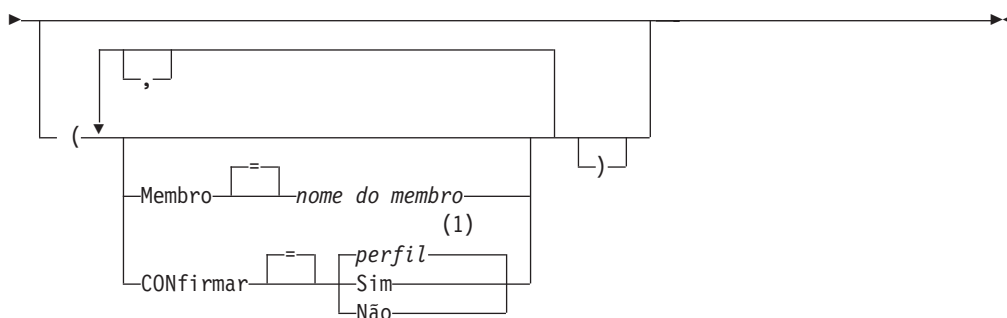 ,
(
)
=
Membro nome do membro
(1)
= perfil
CONfirmar Sim
Não